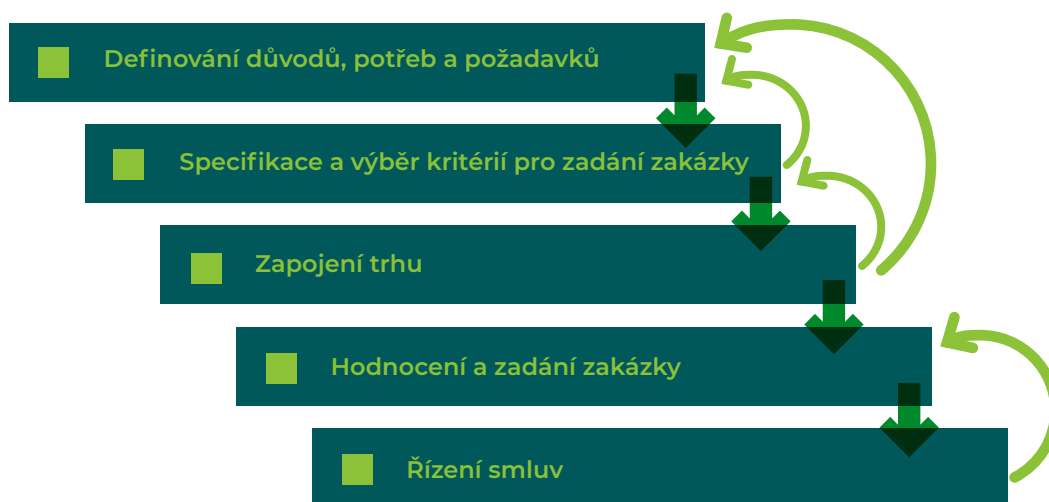 Definování důvodů, potřeb a požadavků
Specifikace a výběr kritérií pro zadání zakázky
Zapojení trhu
Hodnocení a zadání zakázky
Řízení smluv